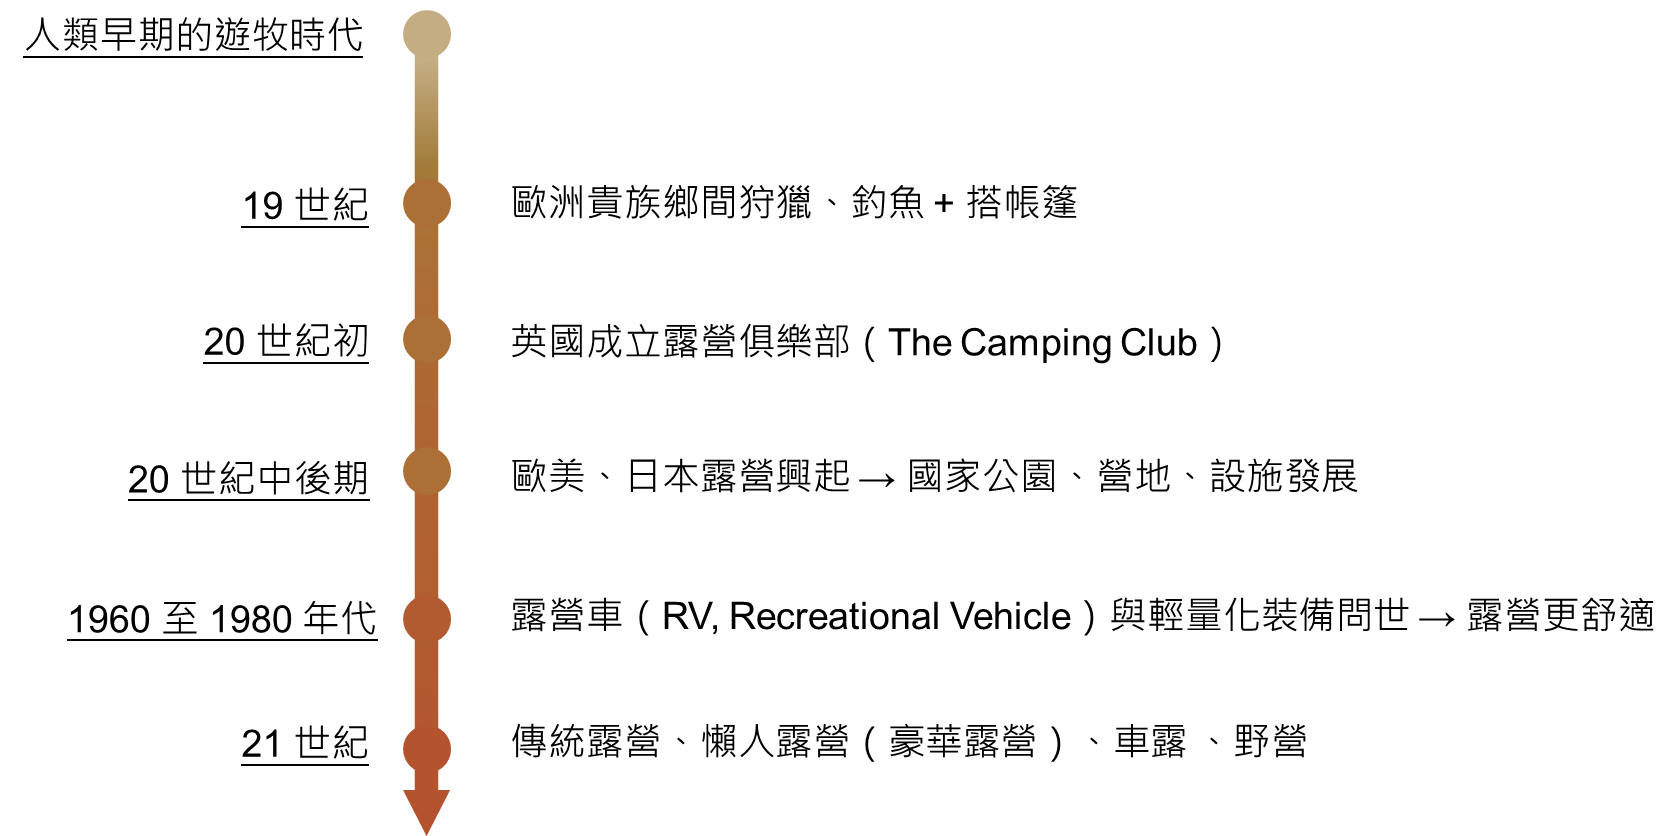 人類早期的遊牧時代
19 世紀 歐洲貴族鄉間狩獵、釣魚 + 搭帳篷
20 世紀初 英國成立露營俱樂部（The Camping Club）
20 世紀中後期 歐美、日本露營興起→ 國家公園、營地、設施發展
1960 至 1980 年代 露營車（RV, Recreational Vehicle）與輕量化裝備問世→ 露營更舒適
21 世紀 傳統露營、懶人露營（豪華露營）、車露 、野營